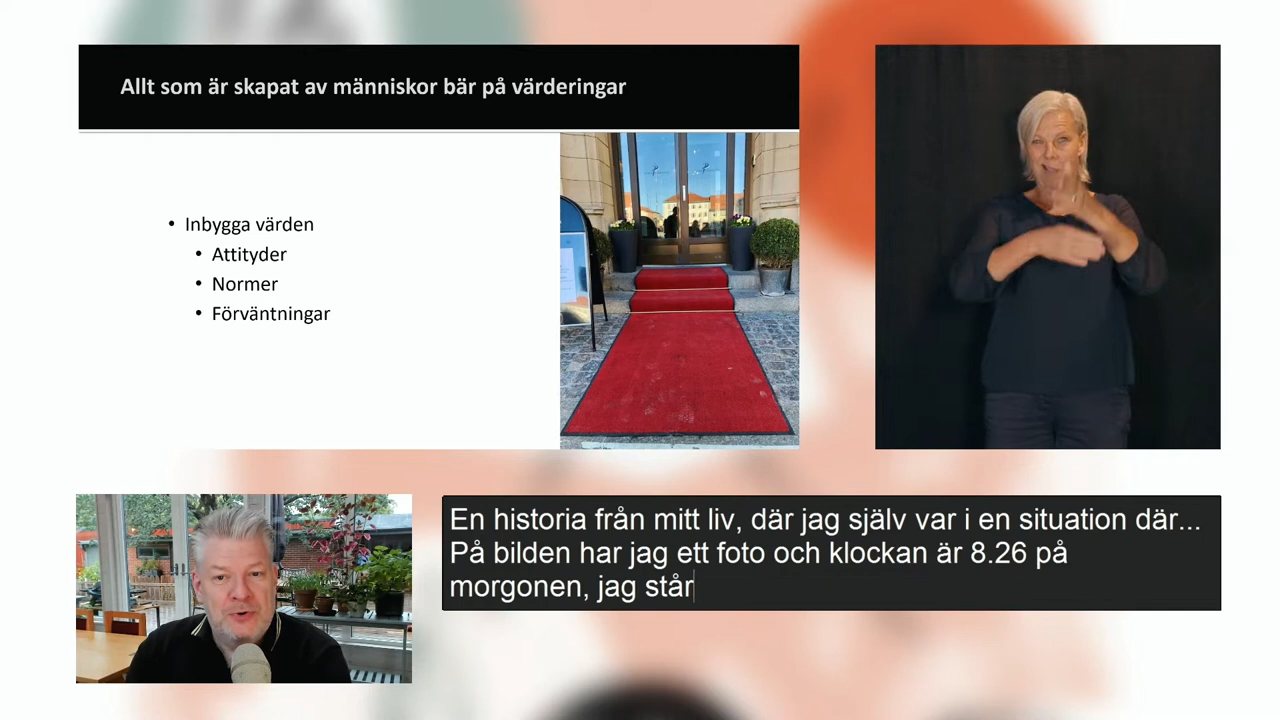 Allt som är skapat av människor bär på värderingar
• Inbygga värden
• Attityder
• Normer
• Förväntningar
En historia från mitt liv, där jag själv var i en situation där...
På bilden har jag ett foto och klockan är 8.26 på
morgonen, jag står